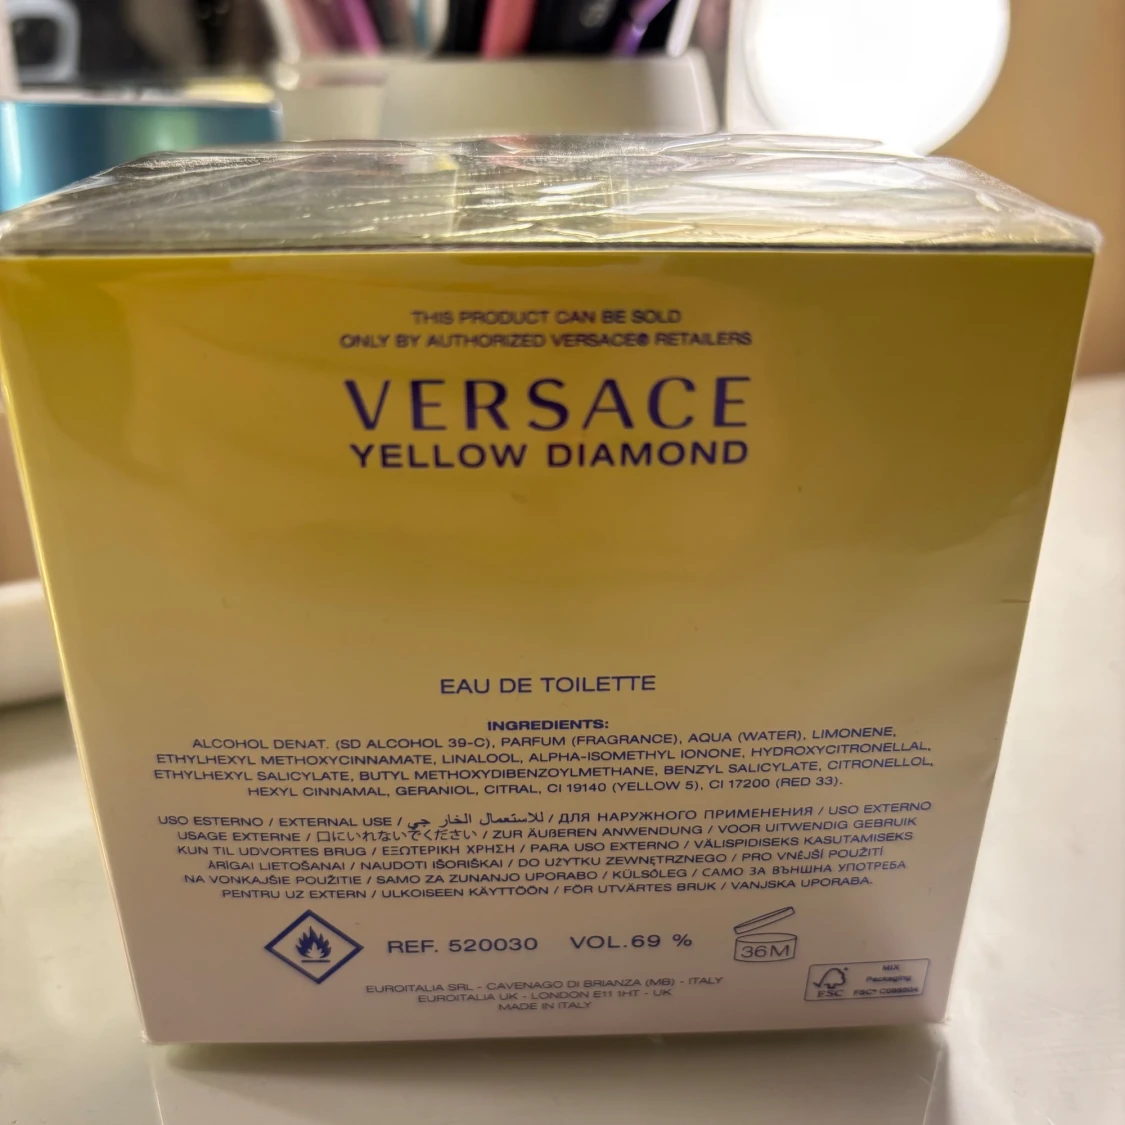 THIS PRODUCT CAN BE SOLD
ONLY BY AUTHORIZED VERSACE® RETAILERS
VERSACE
YELLOW DIAMOND
EAU DE TOILETTE
INGREDIENTS:
ALCOHOL DENAT. (SD ALCOHOL 39-C), PARFUM (FRAGRANCE), AQUA (WATER), LIMONENE,
ETHYLHEXYL METHOXYCINNAMATE, LINALOOL, ALPHA-ISOMETHYL IONONE, HYDROXYCITRONELLAL,
ETHYLHEXYL SALICYLATE, BUTYL METHOXYDIBENZOYLMETHANE, BENZYL SALICYLATE, CITRONELLOL,
HEXYL CINNAMAL, GERANIOL, CITRAL, CI 19140 (YELLOW 5), CI 17200 (RED 33).
USO ESTERNO / EXTERNAL USE / للاستعمال الخارجي / ДЛЯ НАРУЖНОГО ПРИМЕНЕНИЯ / USO EXTERNO
USAGE EXTERNE / 口にいれないでください / ZUR ÄUßEREN ANWENDUNG / VOOR UITWENDIG GEBRUIK
KUN TIL UDVORTES BRUG / ΕΞΩΤΕΡΙΚΗ ΧΡΗΣΗ / PARA USO EXTERNO / VÄLISPIDISEKS KASUTAMISEKS
ĀRĪGAI LIETOŠANAI / NAUDOTI IŠORIŠKAI / DO UŻYTKU ZEWNĘTRZNEGO / PRO VNĚJŠÍ POUŽITÍ
NA VONKAJŠIE POUŽITIE / SAMO ZA ZUNANJO UPORABO / KÜLSŐLEG / САМО ЗА ВЪНШНА УПОТРЕБА
PENTRU UZ EXTERN / ULKOISEEN KÄYTTÖÖN / FÖR UTVÄRTES BRUK / VANJSKA UPORABA.
REF. 520030 VOL.69 %
36M
EUROITALIA SRL - CAVENAGO DI BRIANZA (MB) - ITALY
EUROITALIA UK - LONDON E11 1HT - UK
MADE IN ITALY
FSC
MIX
Packaging
FSC®